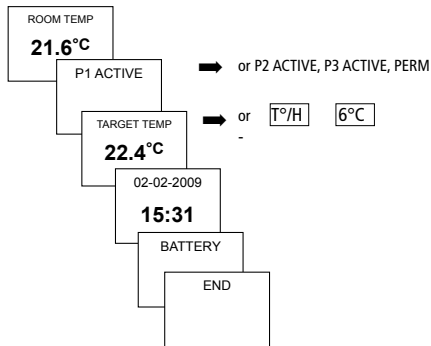 ROOM TEMP
21.6°C
P1 ACTIVE
or P2 ACTIVE, P3 ACTIVE, PERM
TARGET TEMP
22.4°C
or T°/H 6°C
-
02-02-2009
15:31
BATTERY
END